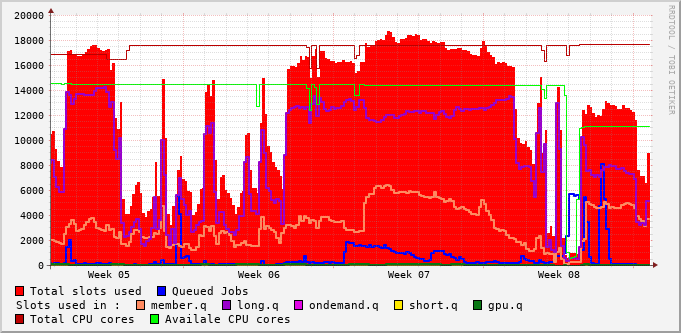 RRDTOOL / TOBI OETIKER
20000
18000
16000
14000
12000
10000
8000
6000
4000
2000
0
Week 05 Week 06 Week 07 Week 08
Total slots used Queued Jobs
Slots used in : member.q long.q ondemand.q short.q gpu.q
Total CPU cores Availale CPU cores